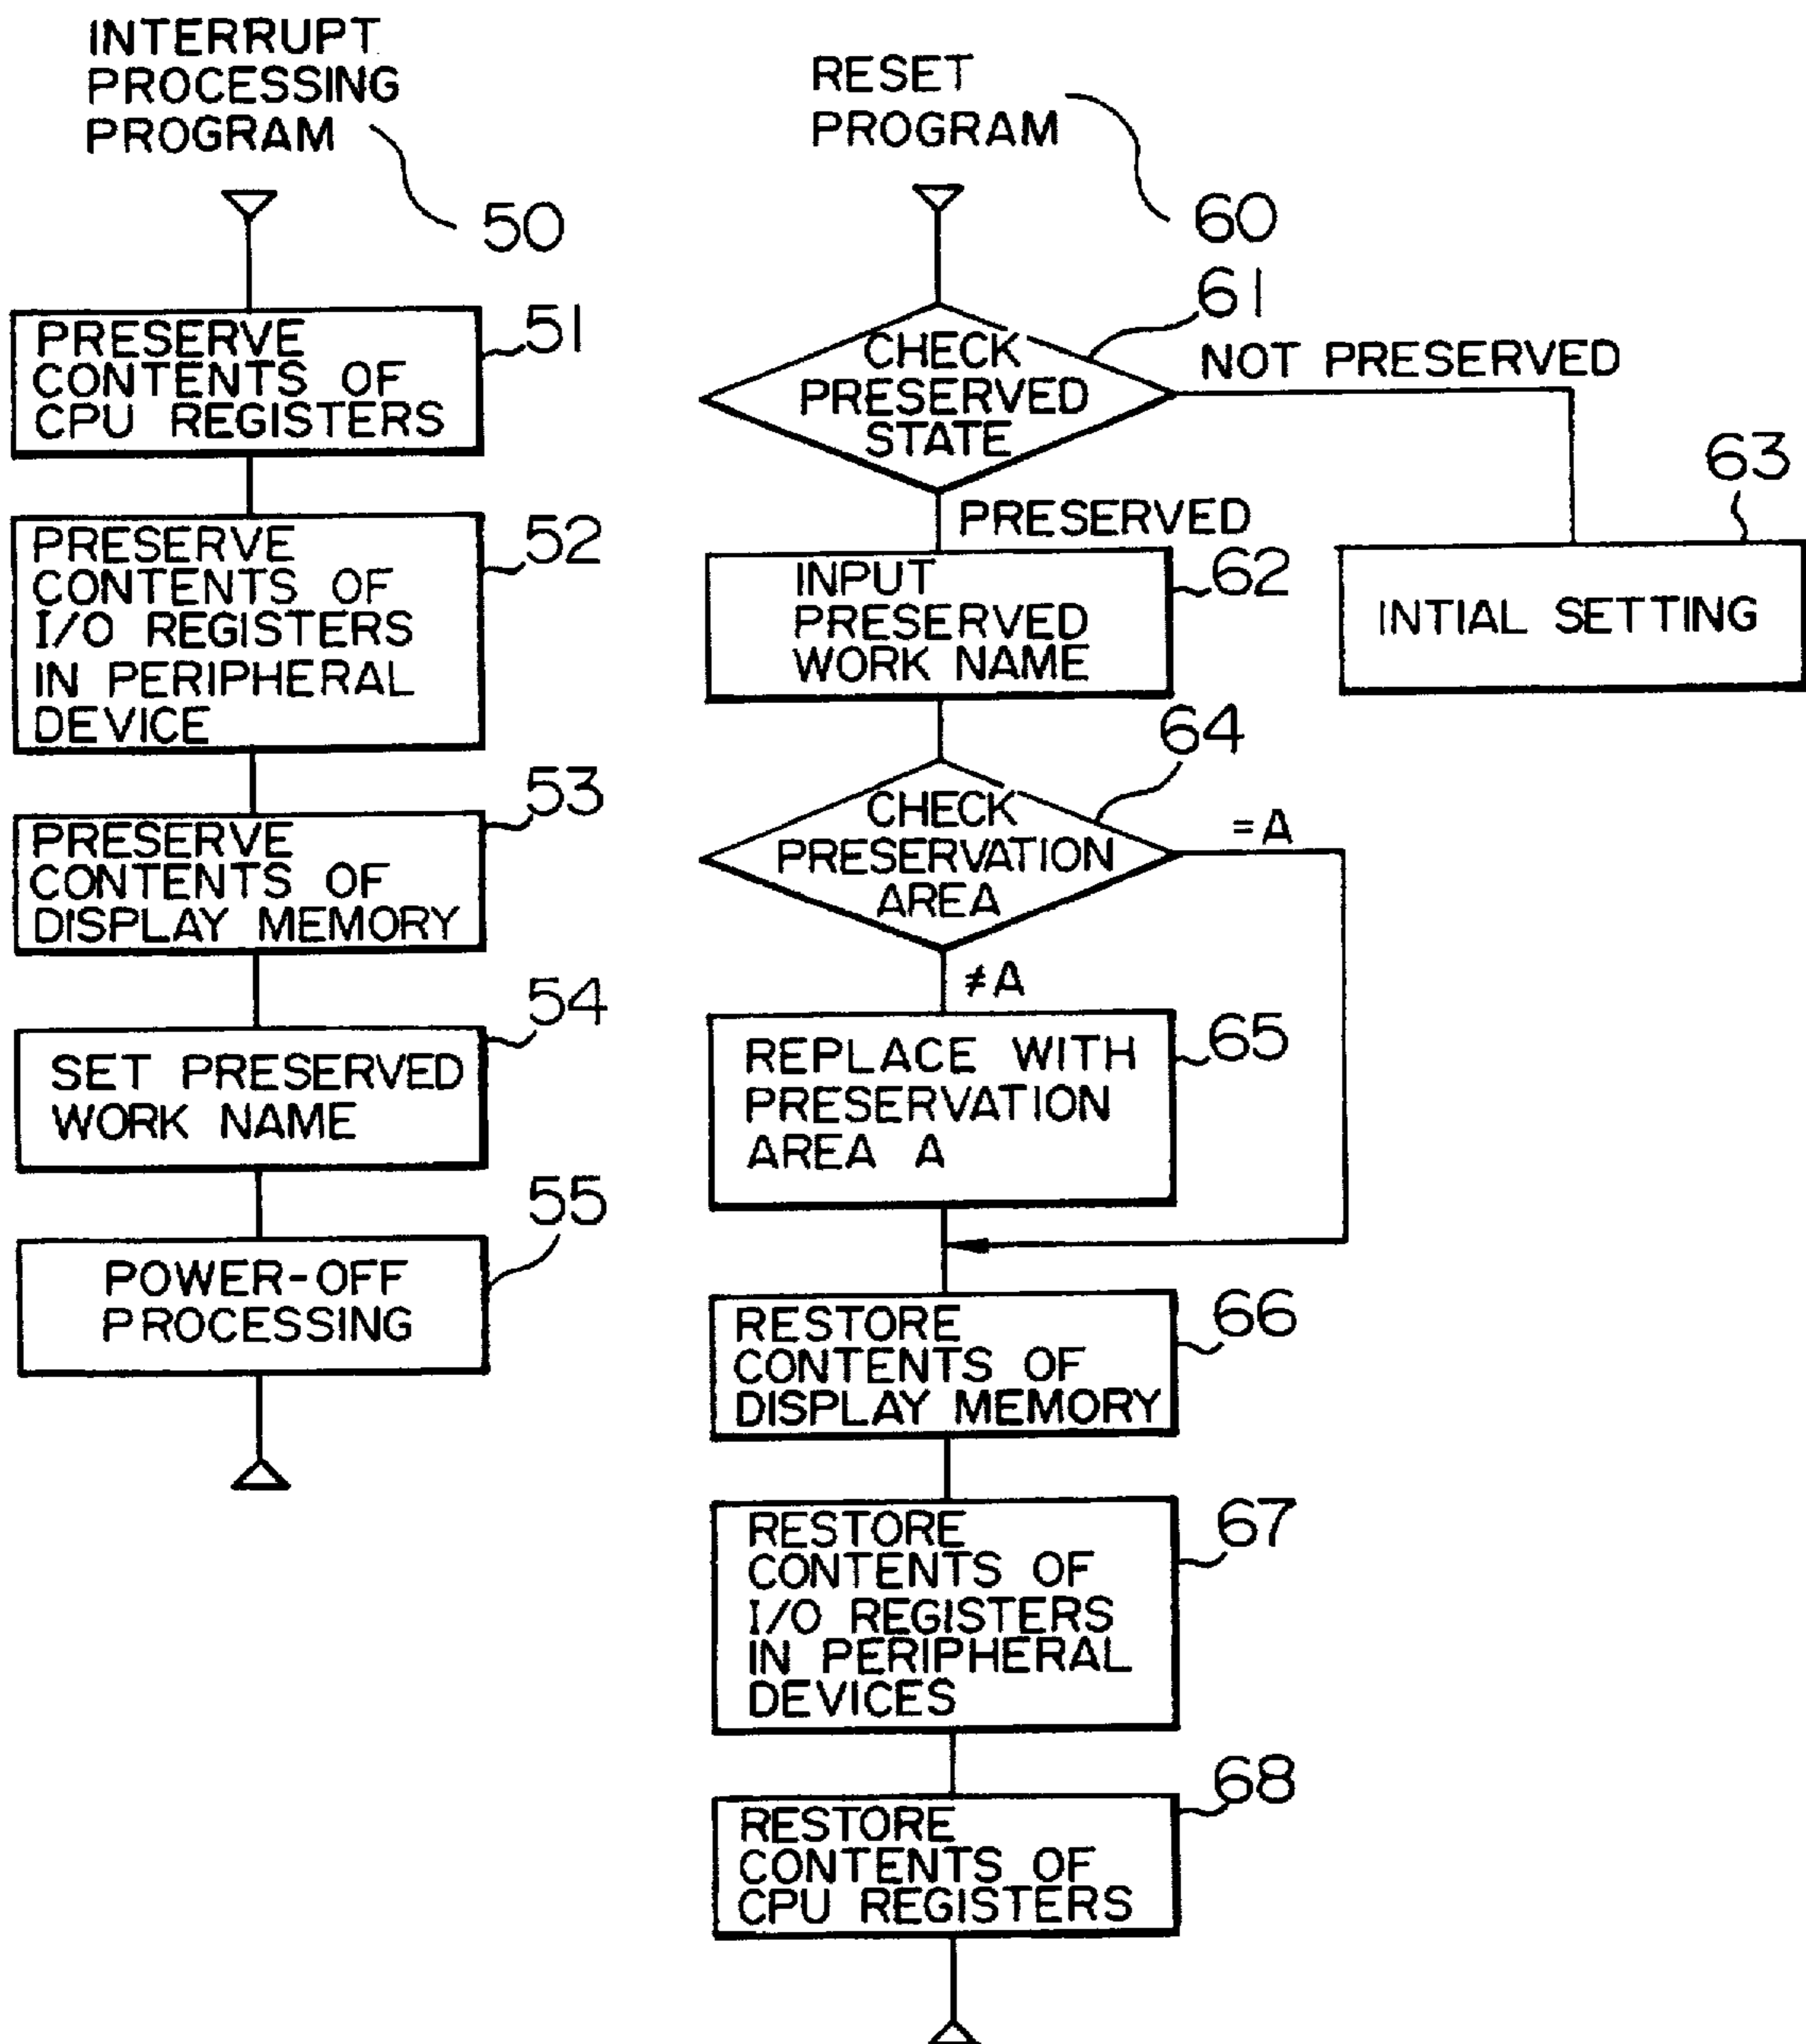 INTERRUPT
PROCESSING
PROGRAM
50
PRESERVE
CONTENTS OF
CPU REGISTERS
51
PRESERVE
CONTENTS OF
I/O REGISTERS
IN PERIPHERAL
DEVICE
52
PRESERVE
CONTENTS OF
DISPLAY MEMORY
53
SET PRESERVED
WORK NAME
54
POWER-OFF
PROCESSING
55
RESET
PROGRAM
60
CHECK
PRESERVED
STATE
61
NOT PRESERVED
PRESERVED
INPUT
PRESERVED
WORK NAME
62
63
INTIAL SETTING
CHECK
PRESERVATION
AREA
64
=A
≠A
REPLACE WITH
PRESERVATION
AREA A
65
RESTORE
CONTENTS OF
DISPLAY MEMORY
66
RESTORE
CONTENTS OF
I/O REGISTERS
IN PERIPHERAL
DEVICES
67
RESTORE
CONTENTS OF
CPU REGISTERS
68